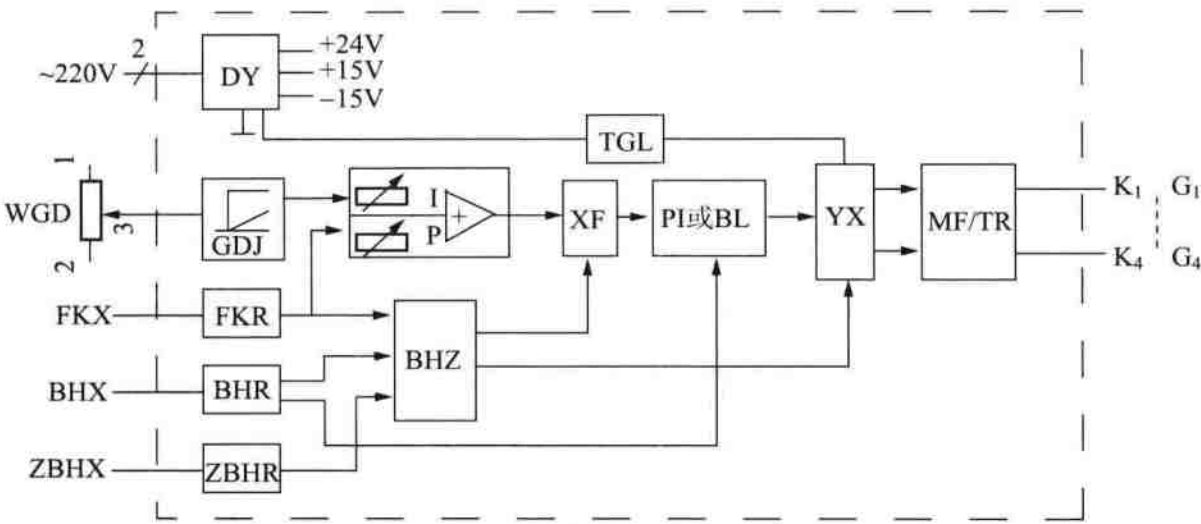 2
~220V
DY
+24V
+15V
−15V
TGL
1
WGD
3
2
GDJ
I
P
+
XF
PI或BL
YX
MF/TR
K₁ G₁
K₄ G₄
FKX
FKR
BHZ
BHX
BHR
ZBHX
ZBHR